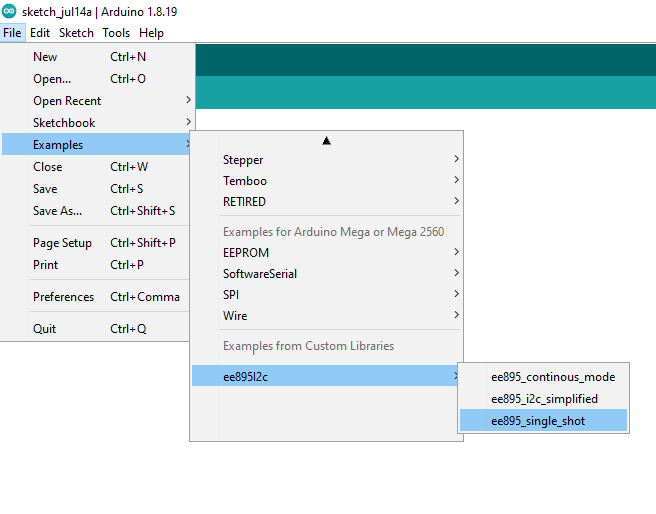 sketch_jul14a | Arduino 1.8.19
File Edit Sketch Tools Help
New Ctrl+N
Open... Ctrl+O
Open Recent
Sketchbook
Examples
Close Ctrl+W
Save Ctrl+S
Save As... Ctrl+Shift+S
Page Setup Ctrl+Shift+P
Print Ctrl+P
Preferences Ctrl+Comma
Quit Ctrl+Q
Stepper
Temboo
RETIRED
Examples for Arduino Mega or Mega 2560
EEPROM
SoftwareSerial
SPI
Wire
Examples from Custom Libraries
ee895I2c
ee895_continous_mode
ee895_i2c_simplified
ee895_single_shot